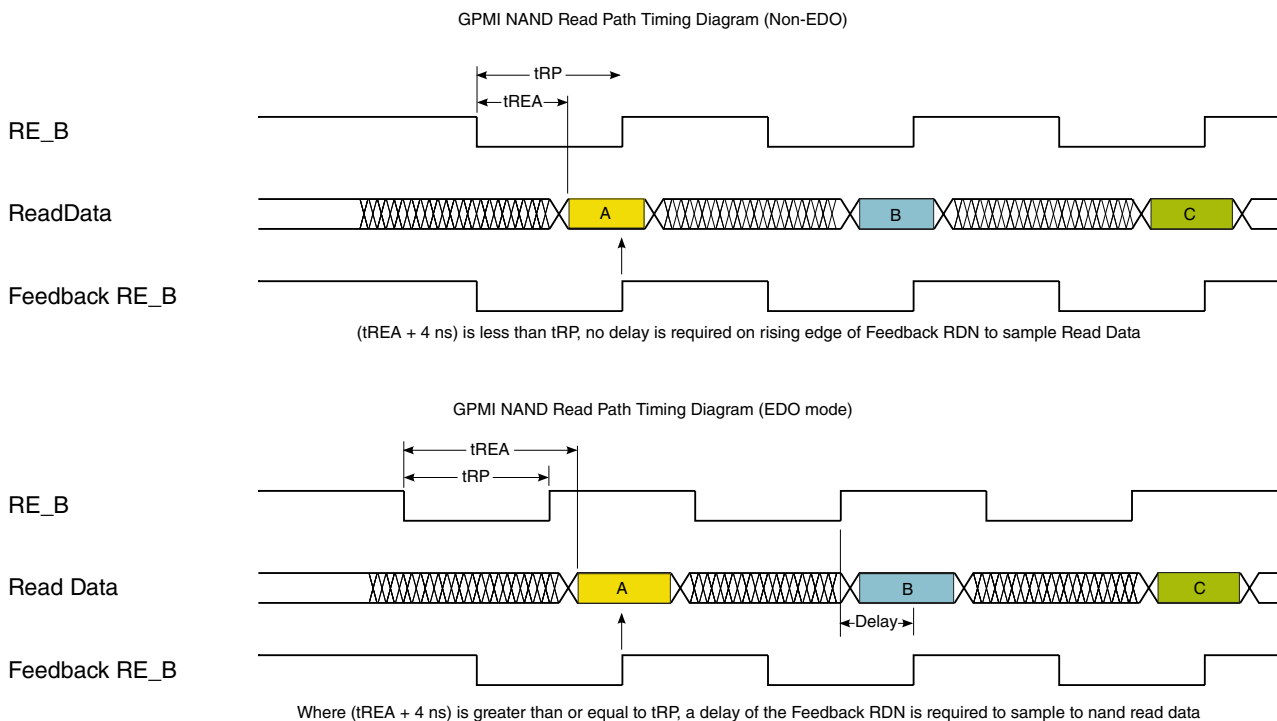 GPMI NAND Read Path Timing Diagram (Non-EDO)
tRP
tREA
RE_B
ReadData
A
B
C
Feedback RE_B
(tREA + 4 ns) is less than tRP, no delay is required on rising edge of Feedback RDN to sample Read Data
GPMI NAND Read Path Timing Diagram (EDO mode)
tREA
tRP
RE_B
Read Data
A
B
C
Delay
Feedback RE_B
Where (tREA + 4 ns) is greater than or equal to tRP, a delay of the Feedback RDN is required to sample to nand read data